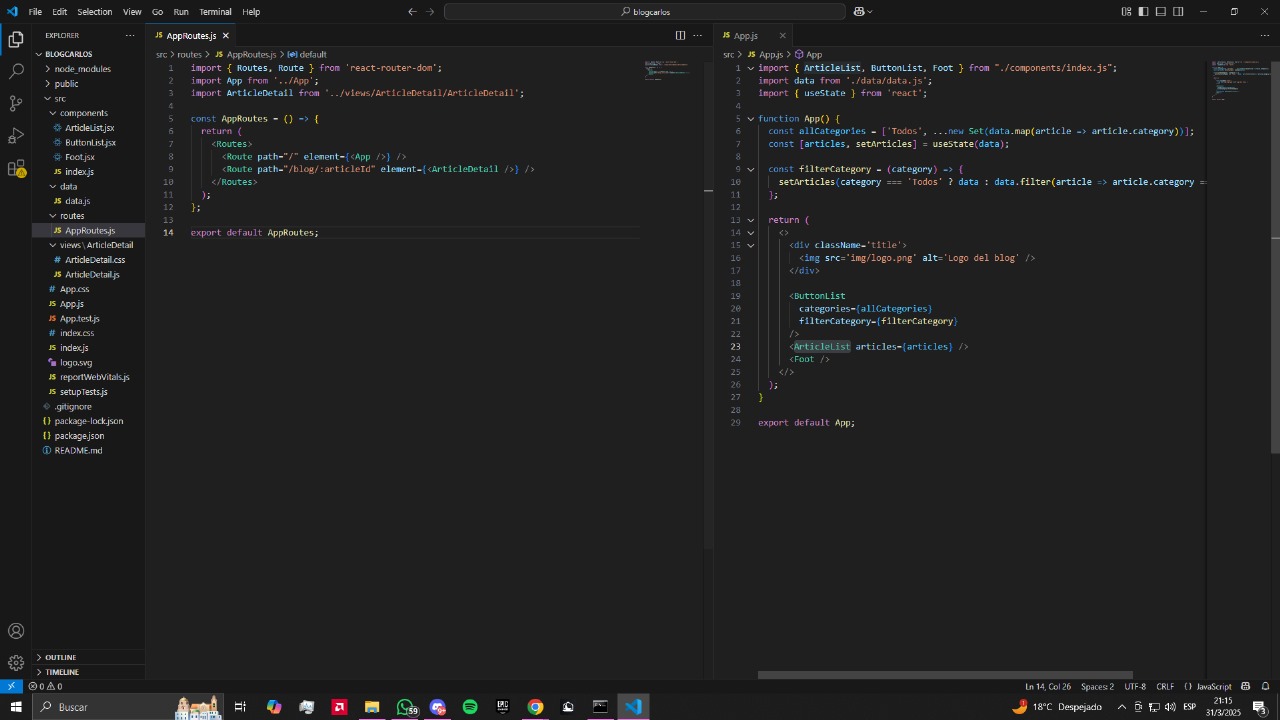 File Edit Selection View Go Run Terminal Help
blogcarlos
EXPLORER
BLOGCARLOS
node_modules
public
src
components
ArticleList.jsx
ButtonList.jsx
Foot.jsx
index.js
data
data.js
routes
AppRoutes.js
views \ ArticleDetail
ArticleDetail.css
ArticleDetail.js
App.css
App.js
App.test.js
index.css
index.js
logo.svg
reportWebVitals.js
setupTests.js
.gitignore
package-lock.json
package.json
README.md
OUTLINE
TIMELINE
JS AppRoutes.js
src > routes > JS AppRoutes.js > default
1 import { Routes, Route } from 'react-router-dom';
2 import App from '../App';
3 import ArticleDetail from '../views/ArticleDetail/ArticleDetail';
4
5 const AppRoutes = () => {
6 return (
7 <Routes>
8 <Route path="/" element={<App />} />
9 <Route path="/blog/:articleId" element={<ArticleDetail />} />
10 </Routes>
11 );
12 };
13
14 export default AppRoutes;
JS App.js
src > JS App.js > App
1 import { ArticleList, ButtonList, Foot } from "./components/index.js";
2 import data from './data/data.js';
3 import { useState } from 'react';
4
5 function App() {
6 const allCategories = ['Todos', ...new Set(data.map(article => article.category))];
7 const [articles, setArticles] = useState(data);
8
9 const filterCategory = (category) => {
10 setArticles(category === 'Todos' ? data : data.filter(article => article.category ==
11 };
12
13 return (
14 <>
15 <div className='title'>
16 <img src='img/logo.png' alt='Logo del blog' />
17 </div>
18
19 <ButtonList
20 categories={allCategories}
21 filterCategory={filterCategory}
22 />
23 <ArticleList articles={articles} />
24 <Foot />
25 </>
26 );
27 }
28
29 export default App;
0 0
Ln 14, Col 26 Spaces: 2 UTF-8 CRLF {} JavaScript
Buscar
59
18°C Despejado...
ESP
21:15
31/3/2025